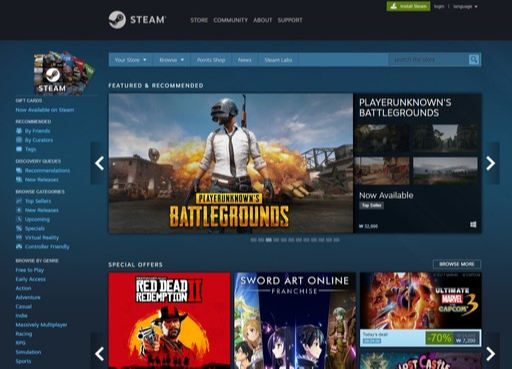 Install Steam
login
language
STEAM
STORE COMMUNITY ABOUT SUPPORT
Your Store
Browse
Points Shop
News
Steam Labs
search the store
STEAM
GIFT CARDS
Now Available on Steam
RECOMMENDED
By Friends
By Curators
Tags
DISCOVERY QUEUES
Recommendations
New Releases
BROWSE CATEGORIES
Top Sellers
New Releases
Upcoming
Specials
Virtual Reality
Controller Friendly
BROWSE BY GENRE
Free to Play
Early Access
Action
Adventure
Casual
Indie
Massively Multiplayer
Racing
RPG
Simulation
Sports
FEATURED & RECOMMENDED
PLAYERUNKNOWN'S
BATTLEGROUNDS
PLAYERUNKNOWN'S
BATTLEGROUNDS
Now Available
Top Seller
₩ 32,000
SPECIAL OFFERS
BROWSE MORE
RED DEAD
REDEMPTION II
SWORD ART ONLINE
FRANCHISE
ULTIMATE
MARVEL
VS
CAPCOM 3
Today's deal!
-70%
₩ 7,200
LOST CASTLE